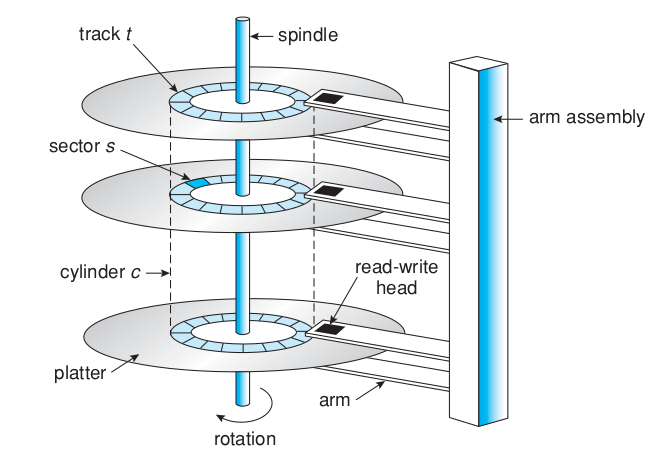 track t
spindle
arm assembly
sector s
cylinder c
read-write
head
platter
arm
rotation